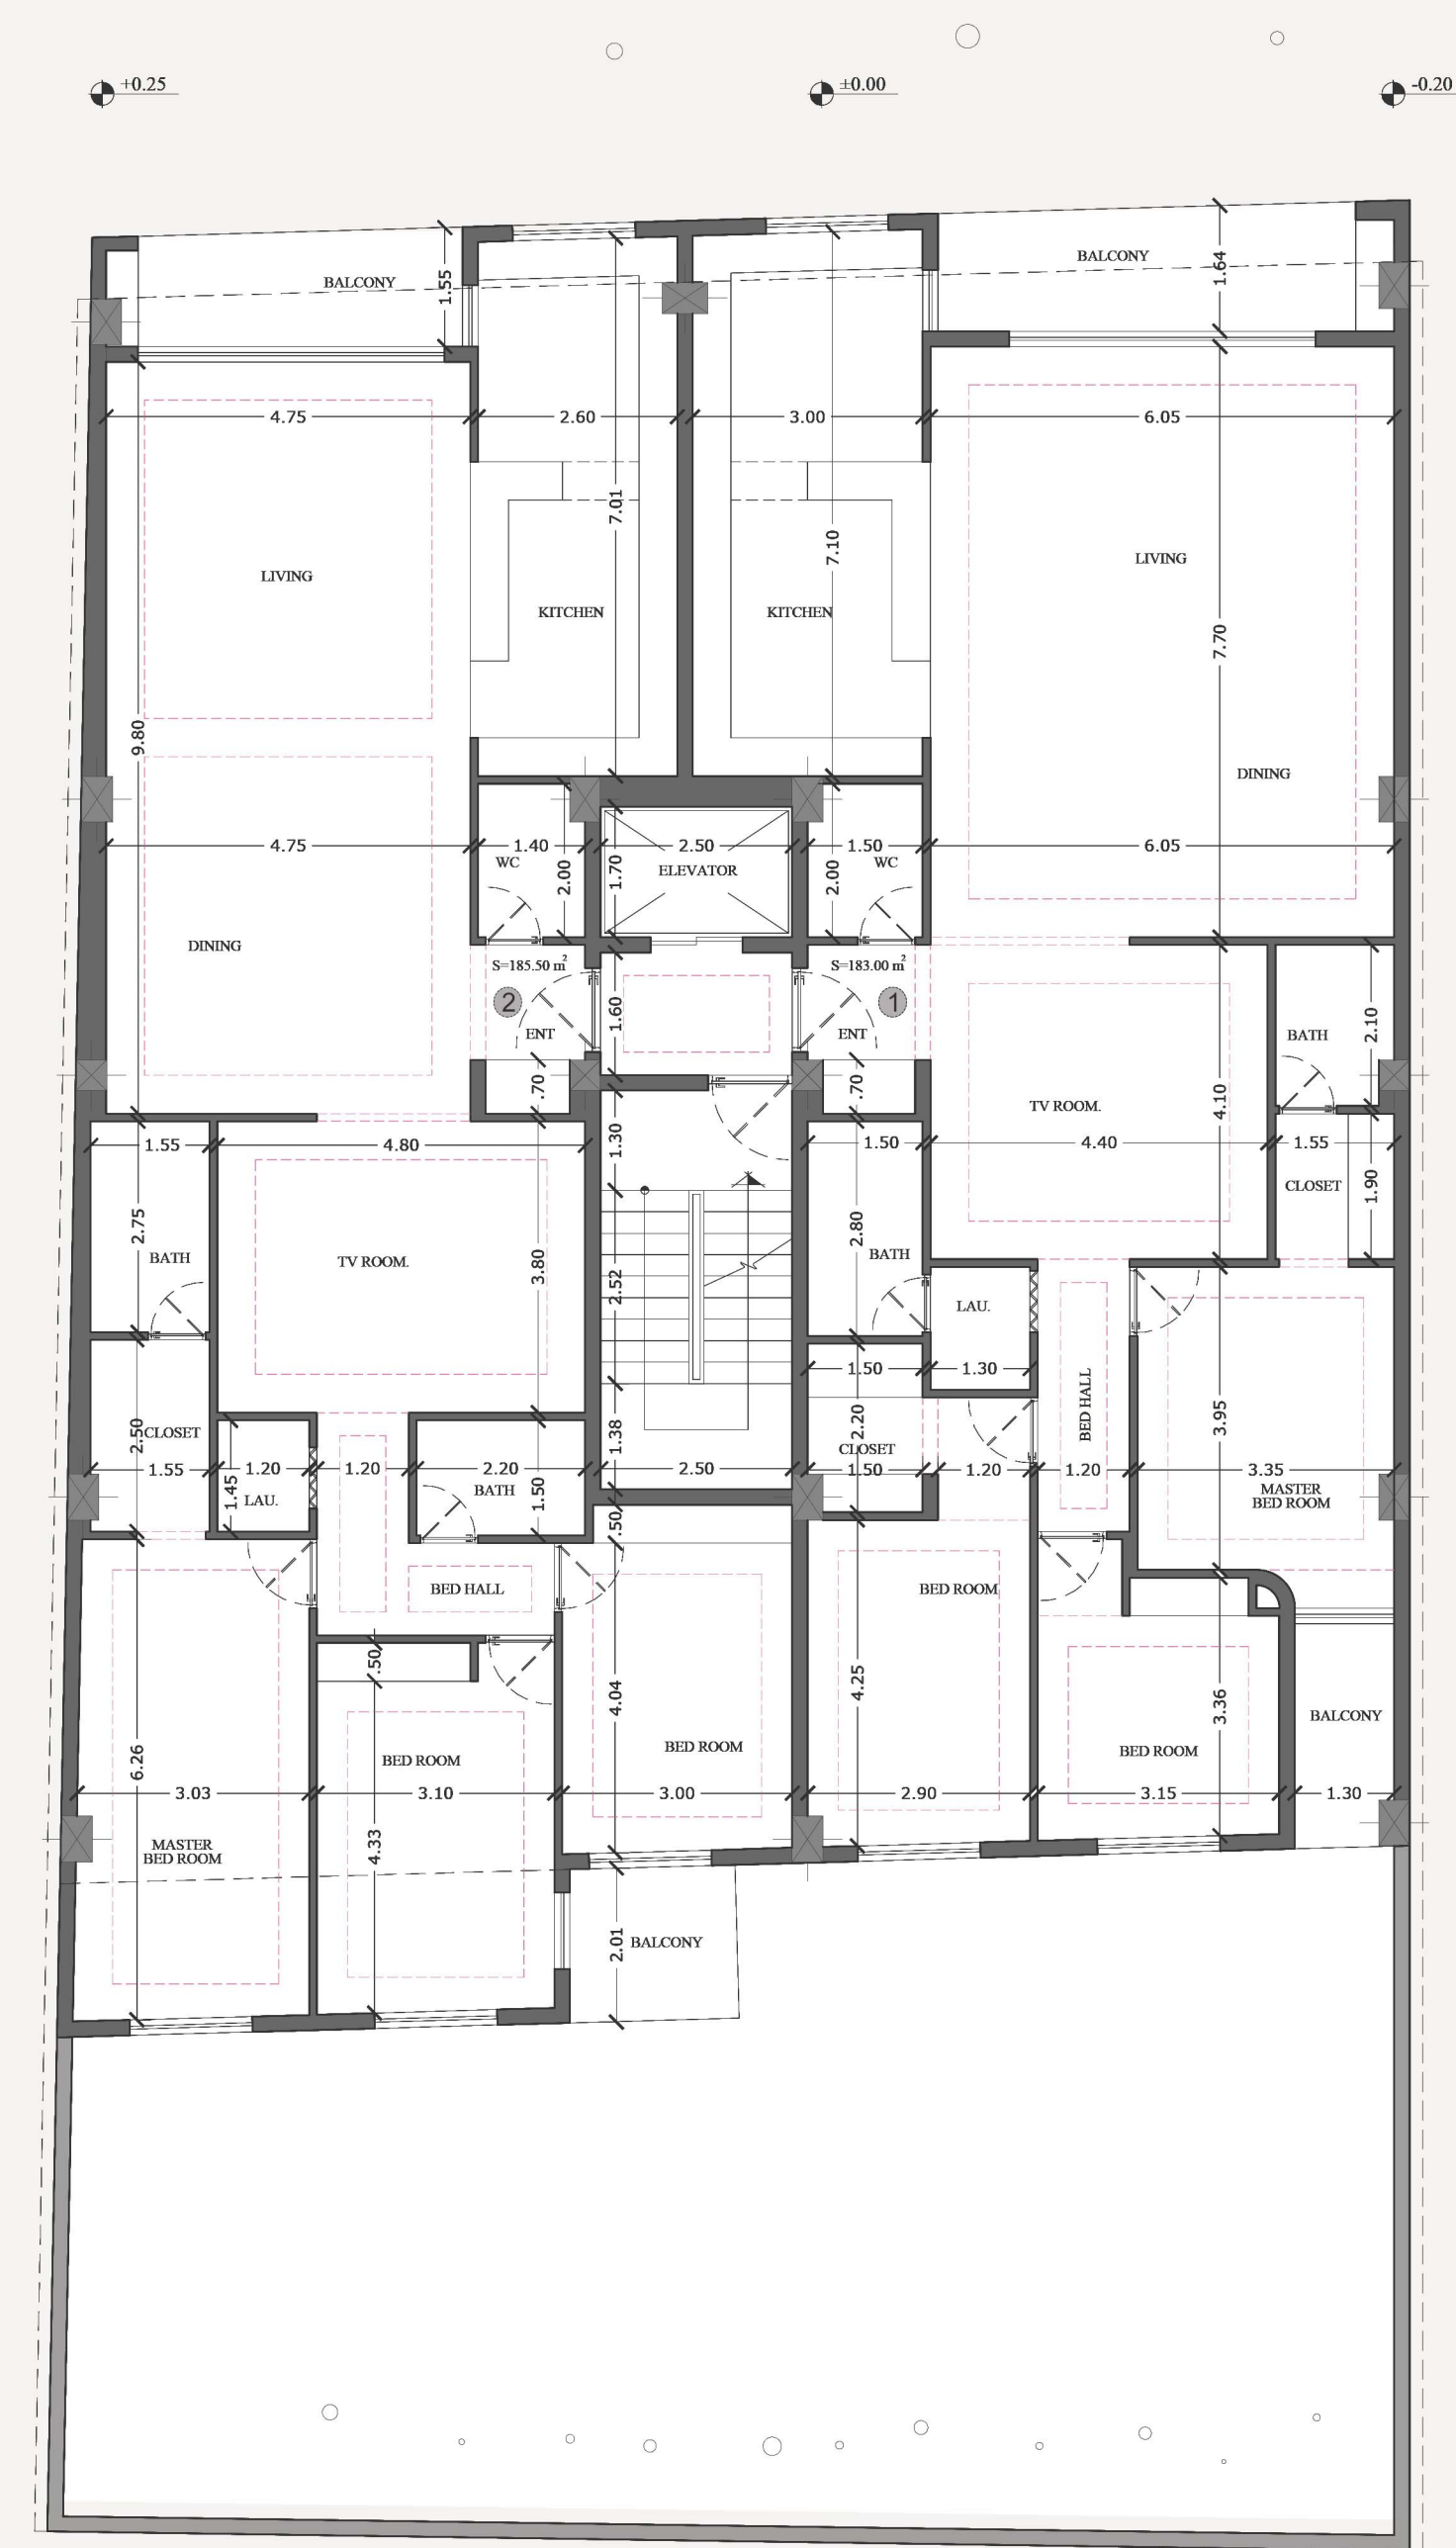 +0.25
±0.00
-0.20
BALCONY
1.55
BALCONY
1.64
4.75
2.60
3.00
6.05
7.01
7.10
LIVING
LIVING
KITCHEN
KITCHEN
7.70
9.80
DINING
4.75
1.40
2.50
1.50
6.05
WC
2.00
1.70
ELEVATOR
2.00
WC
DINING
S=185.50 m²
S=183.00 m²
2
1.60
1
ENT
ENT
BATH
2.10
.70
.70
TV ROOM.
4.10
1.55
4.80
1.30
1.50
4.40
1.55
CLOSET
1.90
2.75
BATH
TV ROOM.
3.80
2.52
2.80
BATH
LAU.
1.50
1.30
BED HALL
2.50
CLOSET
1.38
2.20
CLOSET
3.95
1.55
1.45
1.20
1.20
2.20
2.50
1.50
1.20
1.20
3.35
LAU.
BATH
1.50
MASTER
BED ROOM
.50
BED HALL
BED ROOM
.50
4.04
4.25
3.36
BALCONY
6.26
BED ROOM
BED ROOM
BED ROOM
3.03
3.10
3.00
2.90
3.15
1.30
MASTER
BED ROOM
4.33
2.01
BALCONY